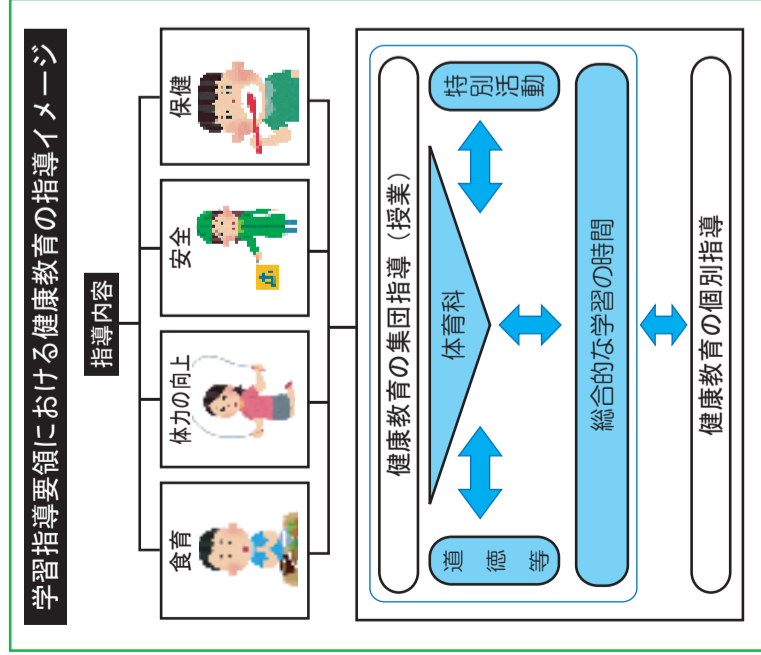 学習指導要領における健康教育の指導イメージ
指導内容
食育
体力の向上
安全
保健
健康教育の集団指導（授業）
道徳等
体育科
特別活動
総合的な学習の時間
健康教育の個別指導